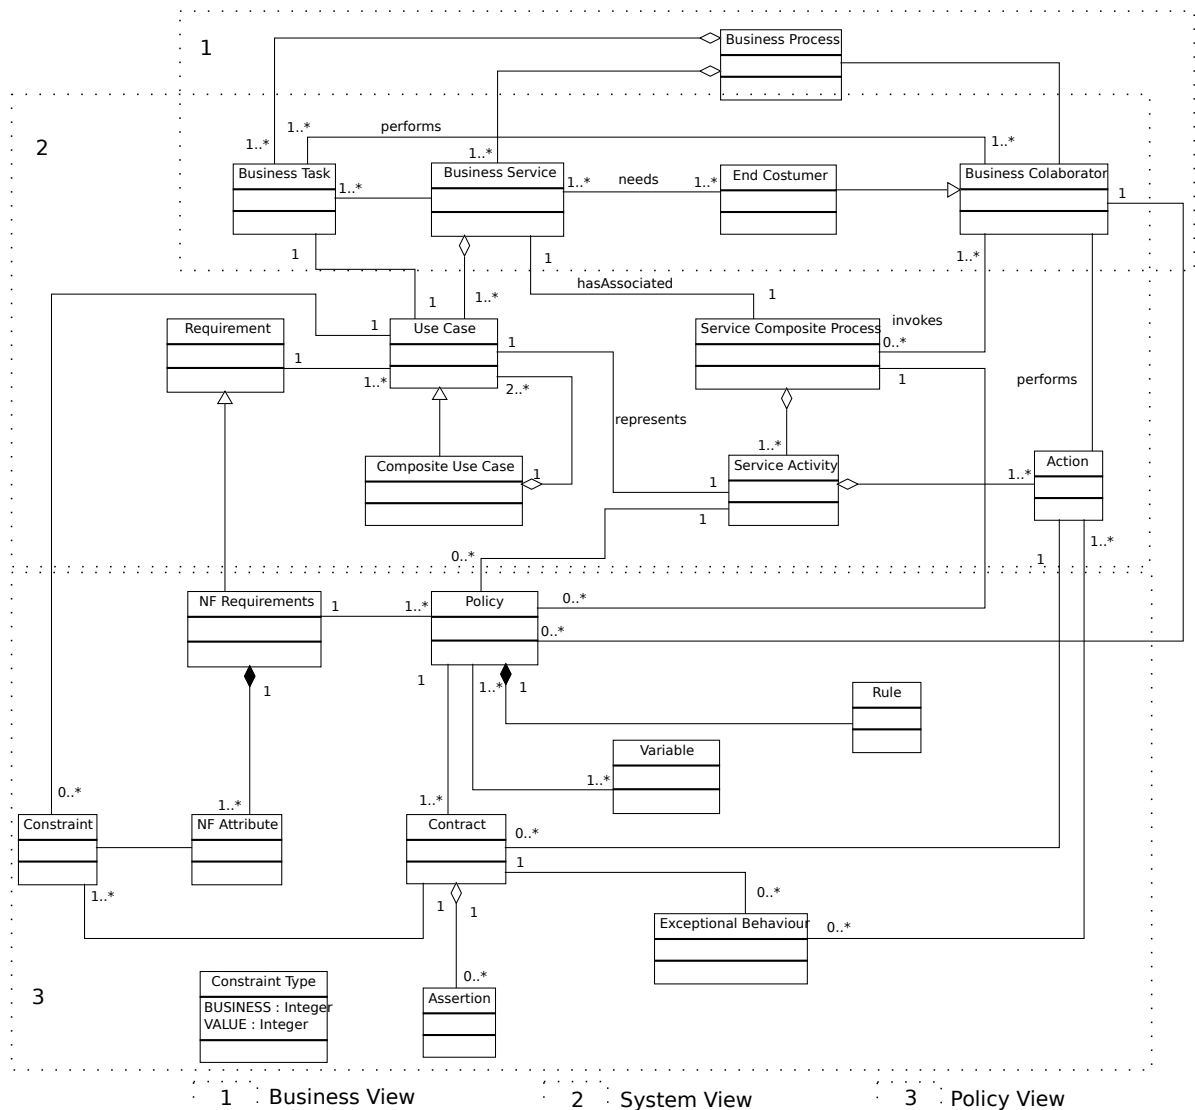 1
Business Process
2
1..*
performs
1..*
1..*
1..*
Business Task
Business Service
End Costumer
Business Colaborator
1..*
1..*
needs
1..*
1
1
1
1..*
hasAssociated
1..*
1
1
1
Requirement
Use Case
Service Composite Process
invokes
1
1
0..*
1..*
2..*
1
performs
represents
1..*
Composite Use Case
1
Service Activity
Action
1..*
1
1
0..*
1
1..*
NF Requirements
1
1..*
Policy
0..*
0..*
1
1
1..*
1
Rule
Variable
1..*
0..*
1..*
1..*
Constraint
NF Attribute
Contract
0..*
1
1..*
1
1
0..*
Exceptional Behaviour
0..*
0..*
Constraint Type
BUSINESS : Integer
VALUE : Integer
Assertion
3
1 Business View
2 System View
3 Policy View